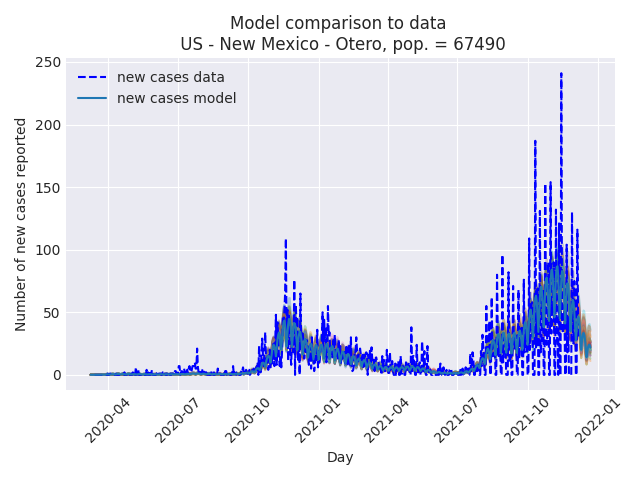 Model comparison to data
US - New Mexico - Otero, pop. = 67490
new cases data
new cases model
Number of new cases reported
250
200
150
100
50
0
2020-04
2020-07
2020-10
2021-01
2021-04
2021-07
2021-10
2022-01
Day